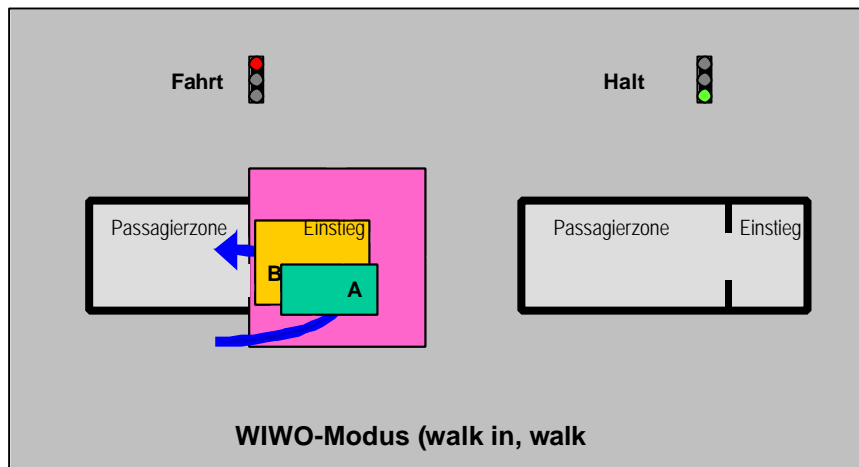 Fahrt
Halt
Passagierzone
Einstieg
B
A
Passagierzone
Einstieg
WIWO-Modus (walk in, walk